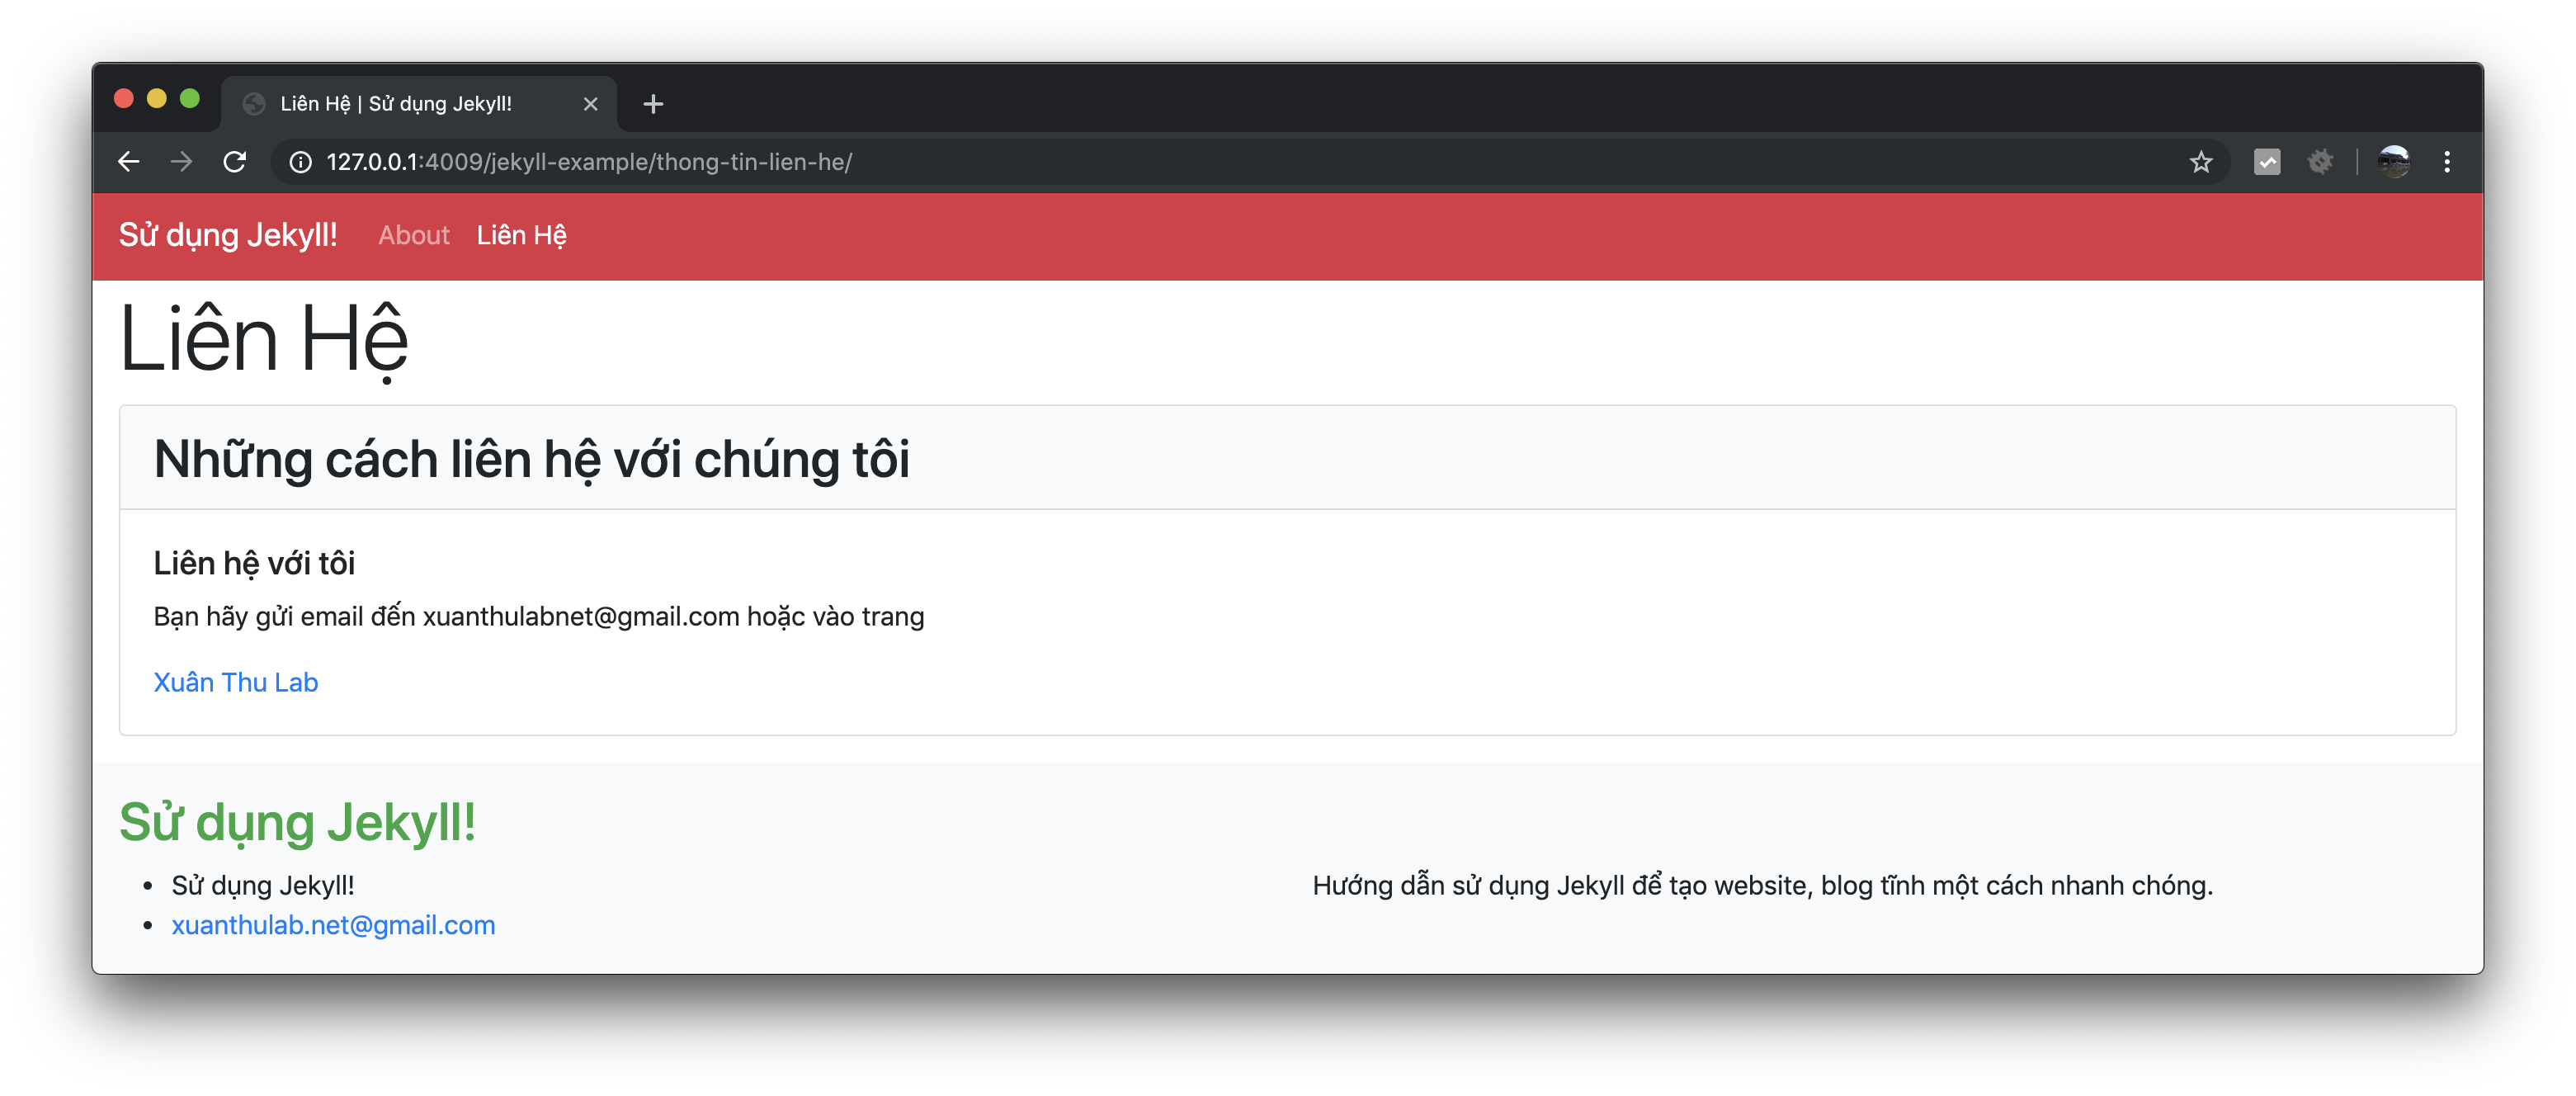 Liên Hệ | Sử dụng Jekyll!
127.0.0.1:4009/jekyll-example/thong-tin-lien-he/
Sử dụng Jekyll! About Liên Hệ
Liên Hệ
Những cách liên hệ với chúng tôi
Liên hệ với tôi
Bạn hãy gửi email đến xuanthulabnet@gmail.com hoặc vào trang
Xuân Thu Lab
Sử dụng Jekyll!
Sử dụng Jekyll!
xuanthulab.net@gmail.com
Hướng dẫn sử dụng Jekyll để tạo website, blog tĩnh một cách nhanh chóng.